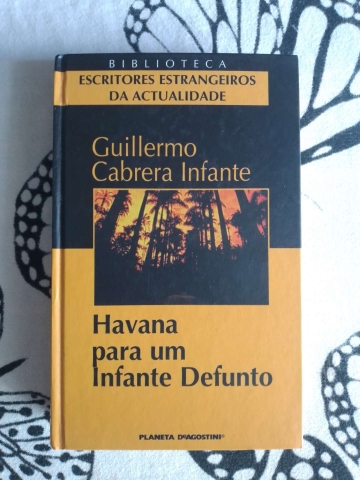 BIBLIOTECA
ESCRITORES ESTRANGEIROS
DA ACTUALIDADE
Guillermo
Cabrera Infante
Havana
para um
Infante Defunto
PLANETA DEAGOSTINI